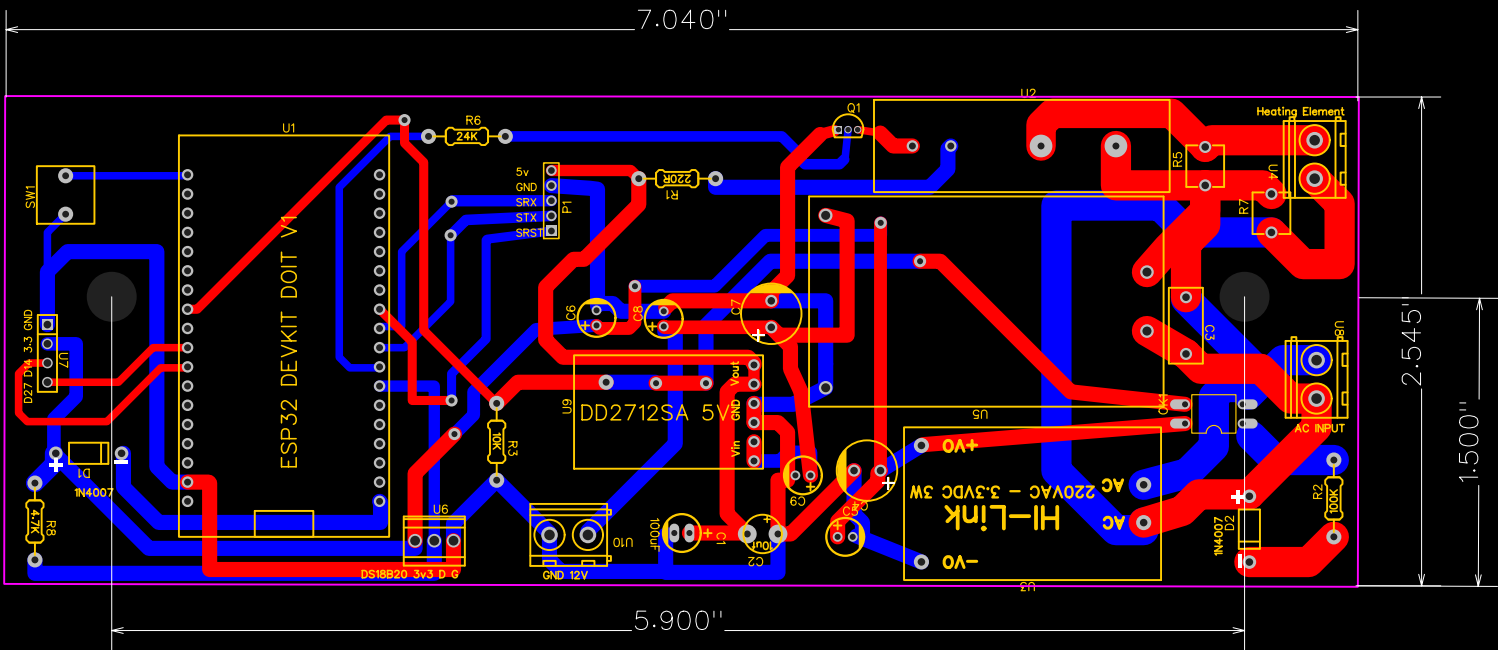 7.040"
U2
Q1
Heating Element
U1
R6
24K
R5
U4
SW1
5v
GND
SRX
STX
SRST
P1
220R
R1
R7
ESP32 DEVKIT DOIT V1
C6
C8
C7
GND
3.3
D14
D27
U7
C3
U8
2.545"
Vout
GND
Vin
U9
DD2712SA 5V
U5
AC INPUT
D1
1N4007
10K
R3
+VO
AC
220VAC - 3.3VDC 3W
AC
Hi-Link
-VO
U3
1.500"
R2
100K
4.7K
R8
U6
DS18B20 3v3 D G
U10
GND 12V
100uF
C1
C2
C9
1N4007
D2
5.900"